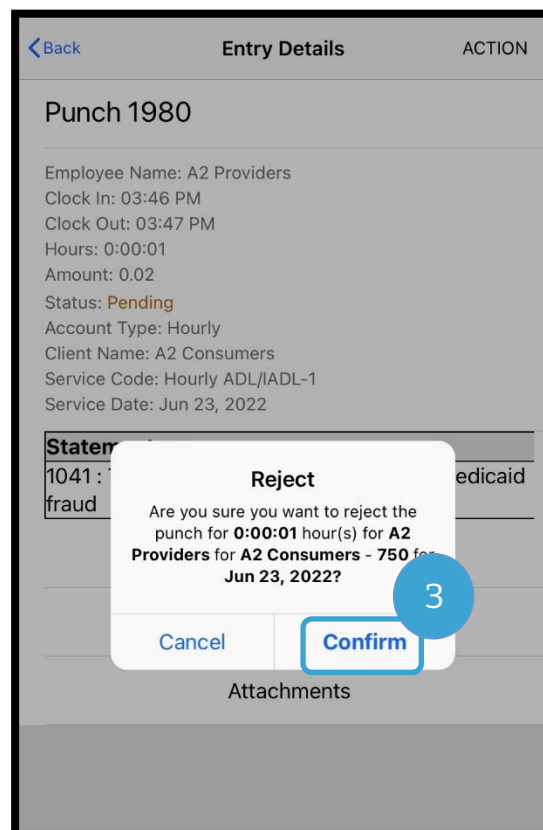 Back Entry Details ACTION
Punch 1980
Employee Name: A2 Providers
Clock In: 03:46 PM
Clock Out: 03:47 PM
Hours: 0:00:01
Amount: 0.02
Status: Pending
Account Type: Hourly
Client Name: A2 Consumers
Service Code: Hourly ADL/IADL-1
Service Date: Jun 23, 2022
1041 : edicaid
fraud
Reject
Are you sure you want to reject the
punch for 0:00:01 hour(s) for A2
Providers for A2 Consumers - 750 for
Jun 23, 2022?
3
Cancel Confirm
Attachments